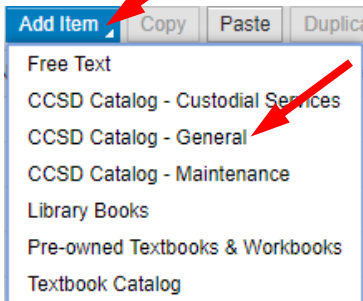 Add Item Copy Paste Duplica
Free Text
CCSD Catalog - Custodial Services
CCSD Catalog - General
CCSD Catalog - Maintenance
Library Books
Pre-owned Textbooks & Workbooks
Textbook Catalog